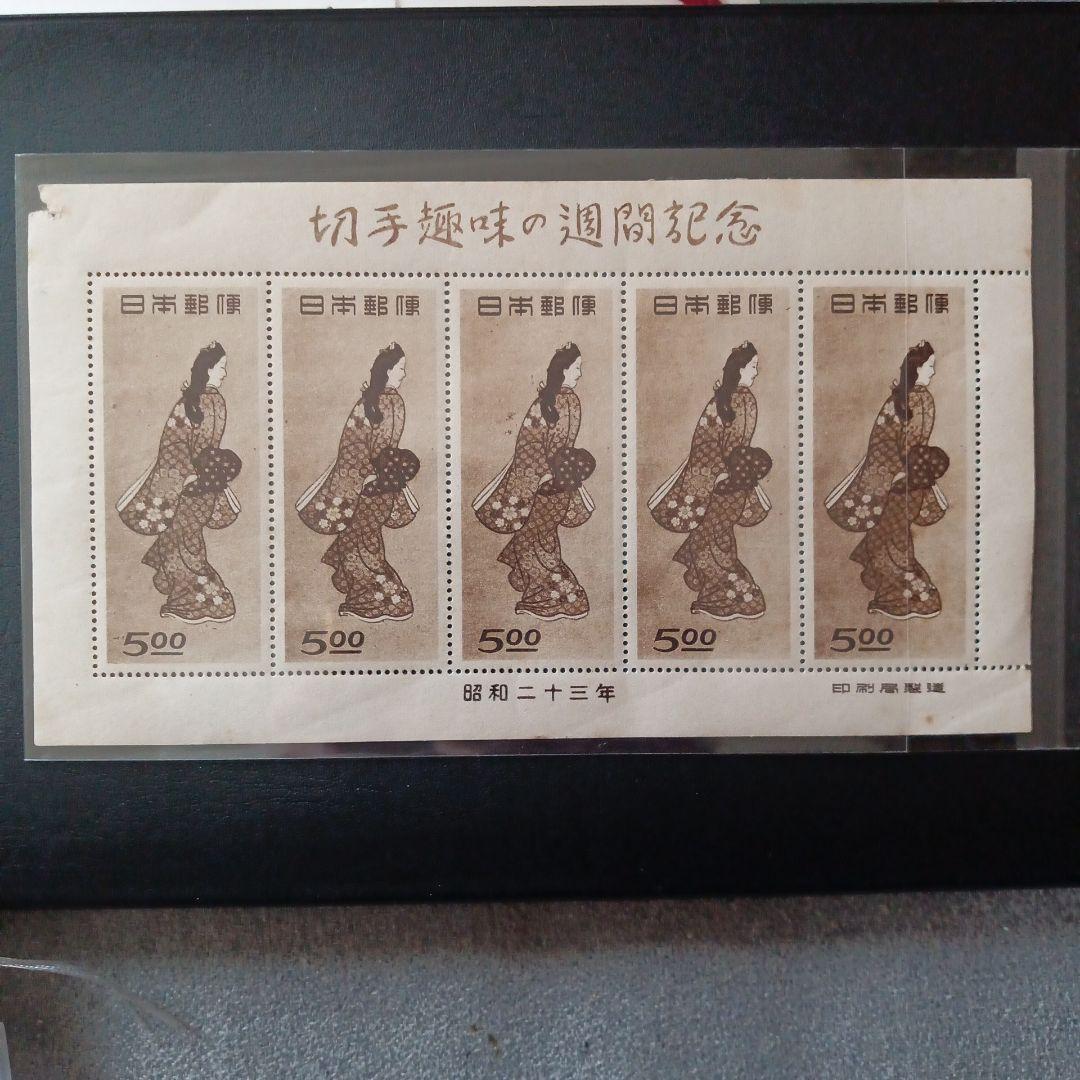 切手趣味の週間記念
日本郵便 日本郵便 日本郵便 日本郵便 日本郵便
5.00 5.00 5.00 5.00 5.00
昭和二十三年
印刷局製造